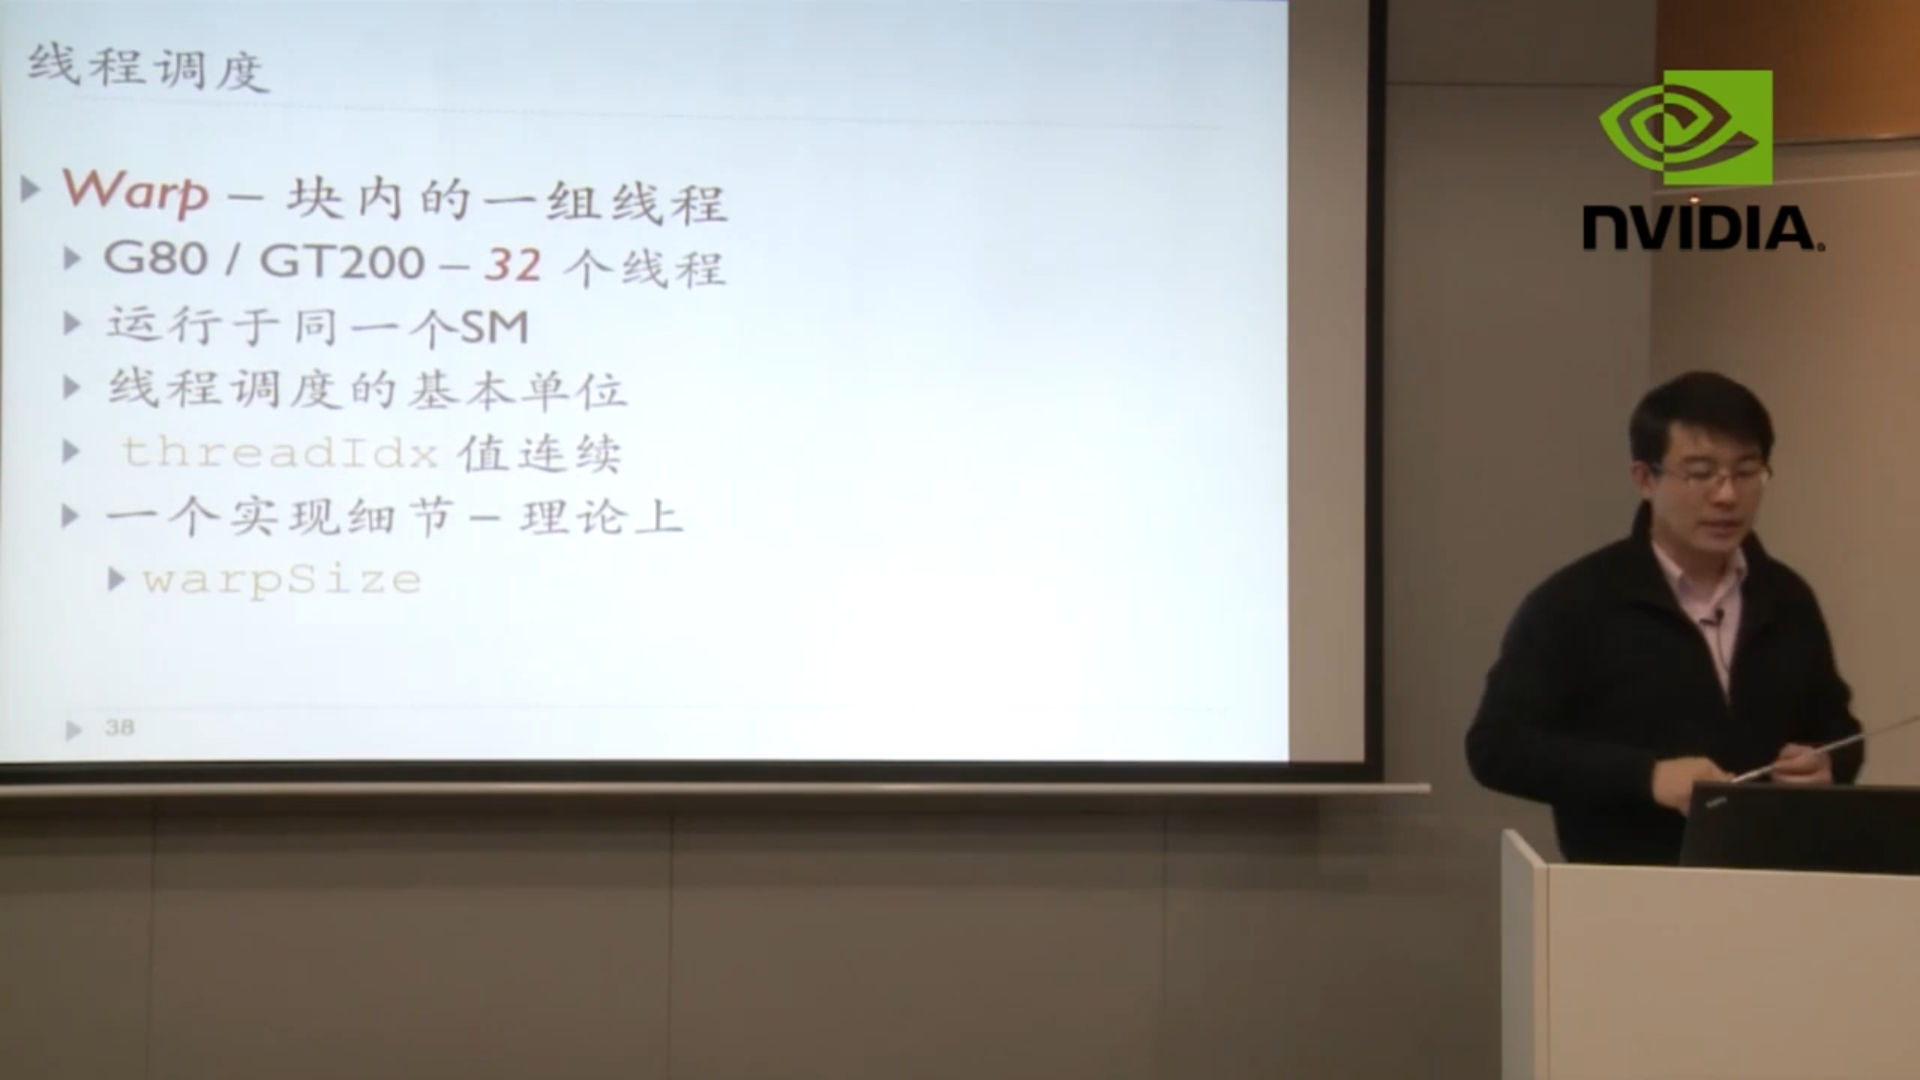 线程调度
Warp – 块内的一组线程
G80 / GT200 – 32 个线程
运行于同一个SM
线程调度的基本单位
threadIdx 值连续
一个实现细节 – 理论上
warpSize
38
NVIDIA